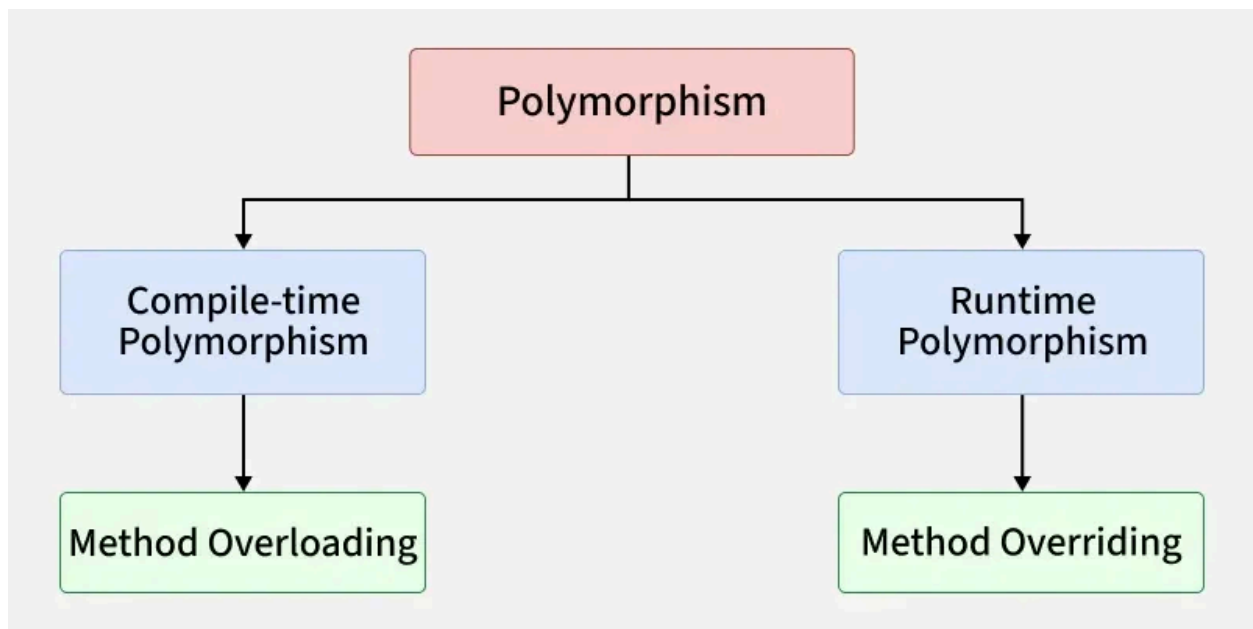 Polymorphism
Compile-time
Polymorphism
Runtime
Polymorphism
Method Overloading
Method Overriding